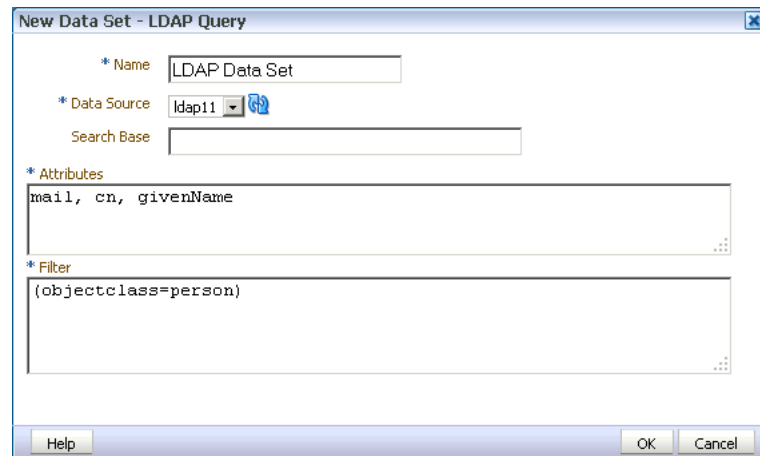 New Data Set - LDAP Query
* Name LDAP Data Set
* Data Source ldap11
Search Base
* Attributes
mail, cn, givenName
* Filter
(objectclass=person)
Help OK Cancel